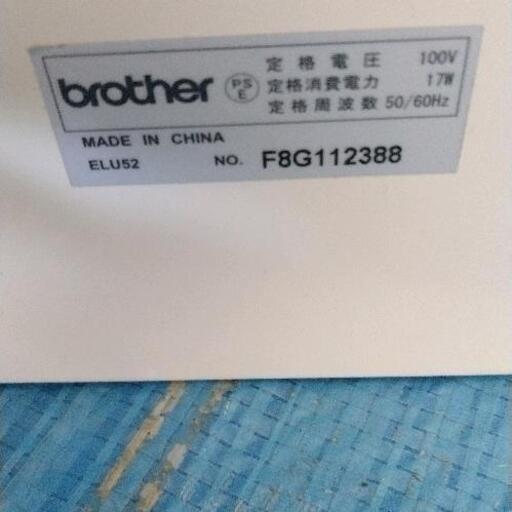 brother PSE
定格電圧 100V
定格消費電力 17W
定格周波数 50/60Hz
MADE IN CHINA
ELU52 NO. F8G112388